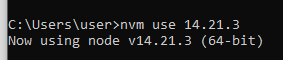 C:\Users\user>nvm use 14.21.3
Now using node v14.21.3 (64-bit)